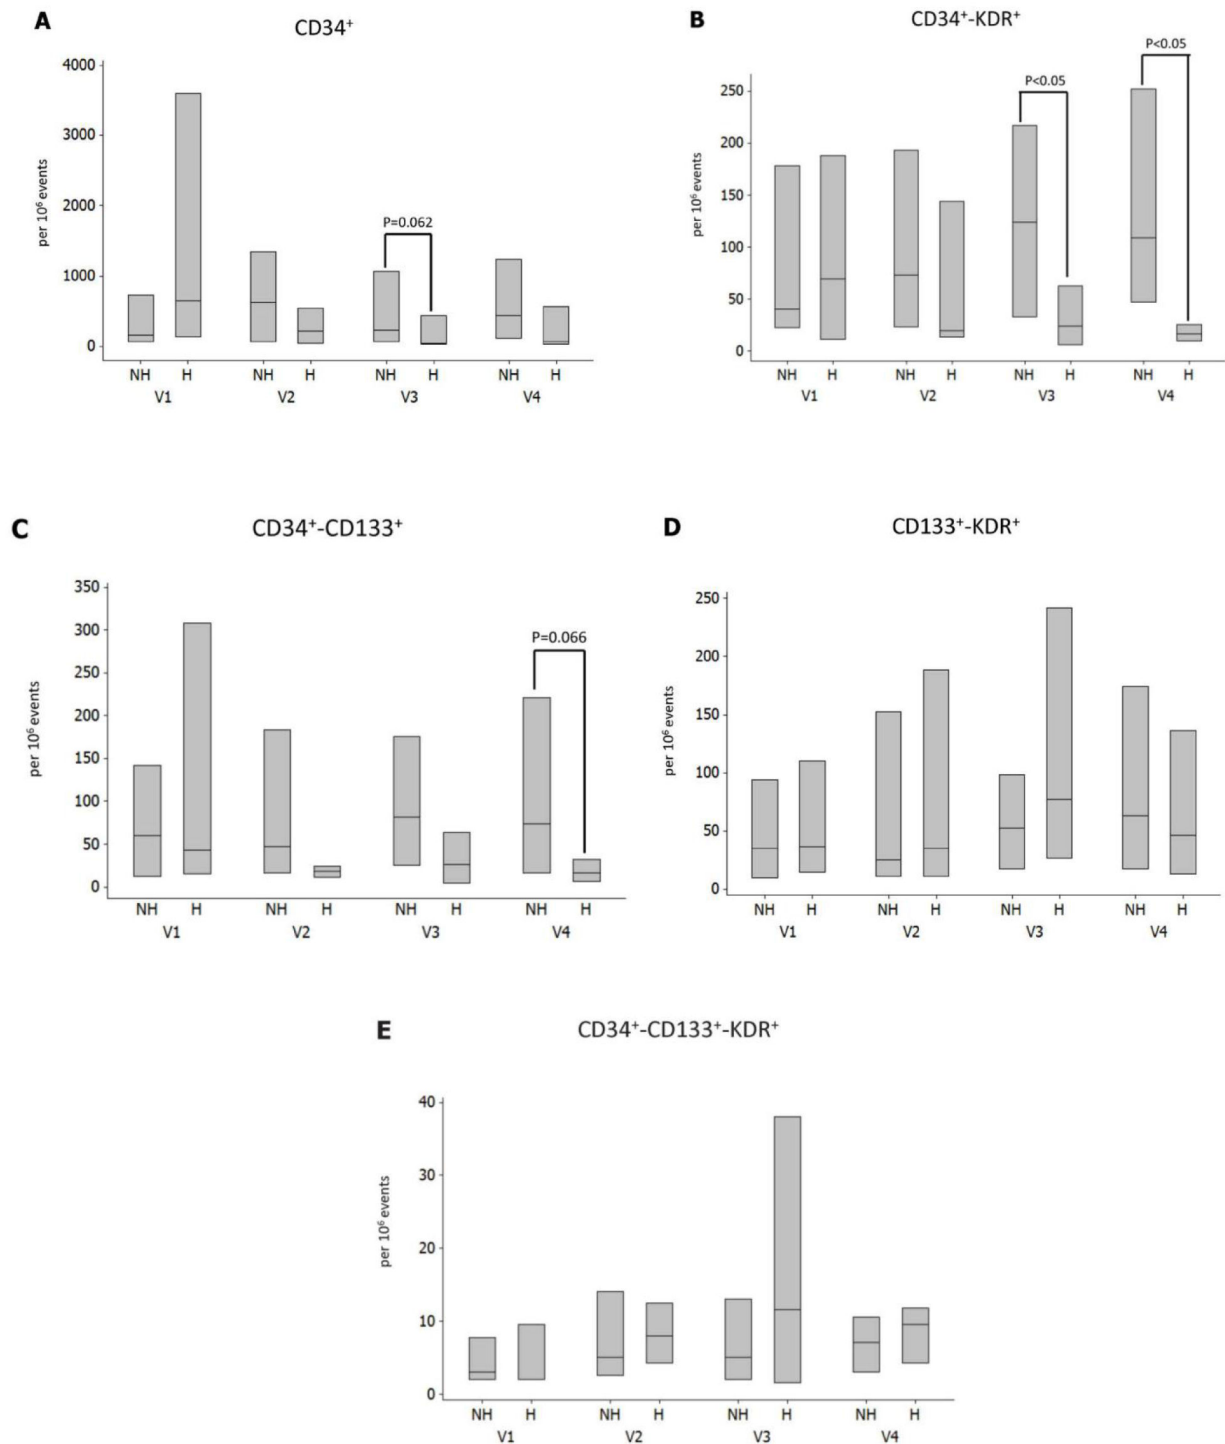 A
CD34⁺
per 10⁶ events
4000
3000
2000
1000
0
P=0.062
NH H NH H NH H NH H
V1 V2 V3 V4
B
CD34⁺-KDR⁺
per 10⁶ events
250
200
150
100
50
0
P<0.05
P<0.05
NH H NH H NH H NH H
V1 V2 V3 V4
C
CD34⁺-CD133⁺
per 10⁶ events
350
300
250
200
150
100
50
0
P=0.066
NH H NH H NH H NH H
V1 V2 V3 V4
D
CD133⁺-KDR⁺
per 10⁶ events
250
200
150
100
50
0
NH H NH H NH H NH H
V1 V2 V3 V4
E
CD34⁺-CD133⁺-KDR⁺
per 10⁶ events
40
30
20
10
0
NH H NH H NH H NH H
V1 V2 V3 V4